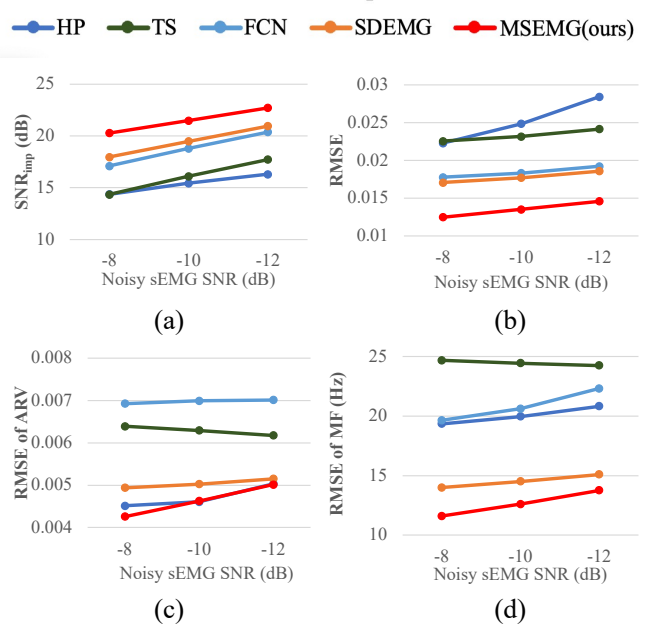 HP TS FCN SDEMG MSEMG(ours)
SNRimp (dB)
25
20
15
10
-8 -10 -12
Noisy sEMG SNR (dB)
(a)
RMSE
0.03
0.025
0.02
0.015
0.01
-8 -10 -12
Noisy sEMG SNR (dB)
(b)
RMSE of ARV
0.008
0.007
0.006
0.005
0.004
-8 -10 -12
Noisy sEMG SNR (dB)
(c)
RMSE of MF (Hz)
25
20
15
10
-8 -10 -12
Noisy sEMG SNR (dB)
(d)